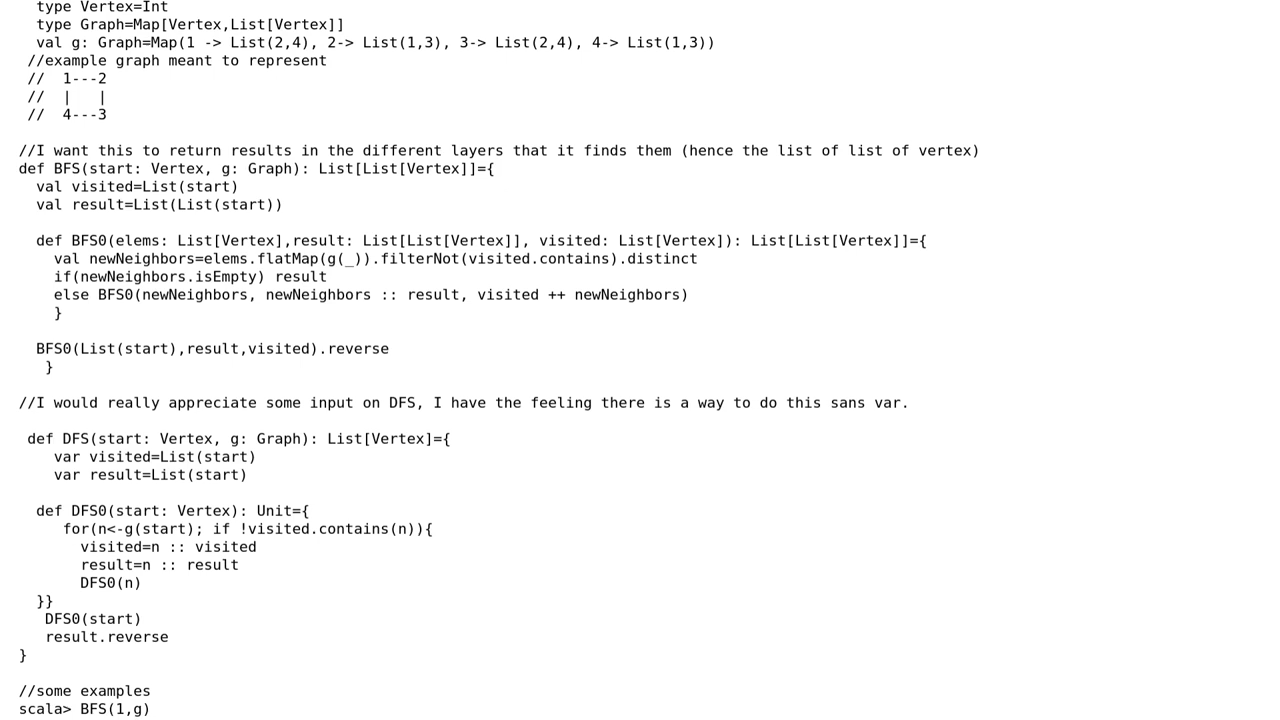 type Vertex=Int
type Graph=Map[Vertex,List[Vertex]]
val g: Graph=Map(1 -> List(2,4), 2-> List(1,3), 3-> List(2,4), 4-> List(1,3))
//example graph meant to represent
//  1---2
//  |   |
//  4---3
//I want this to return results in the different layers that it finds them (hence the list of list of vertex)
def BFS(start: Vertex, g: Graph): List[List[Vertex]]={
val visited=List(start)
val result=List(List(start))
def BFS0(elems: List[Vertex],result: List[List[Vertex]], visited: List[Vertex]): List[List[Vertex]]={
val newNeighbors=elems.flatMap(g(_)).filterNot(visited.contains).distinct
if(newNeighbors.isEmpty) result
else BFS0(newNeighbors, newNeighbors :: result, visited ++ newNeighbors)
}
BFS0(List(start),result,visited).reverse
}
//I would really appreciate some input on DFS, I have the feeling there is a way to do this sans var.
def DFS(start: Vertex, g: Graph): List[Vertex]={
var visited=List(start)
var result=List(start)
def DFS0(start: Vertex): Unit={
for(n<-g(start); if !visited.contains(n)){
visited=n :: visited
result=n :: result
DFS0(n)
}}
DFS0(start)
result.reverse
}
//some examples
scala> BFS(1,g)